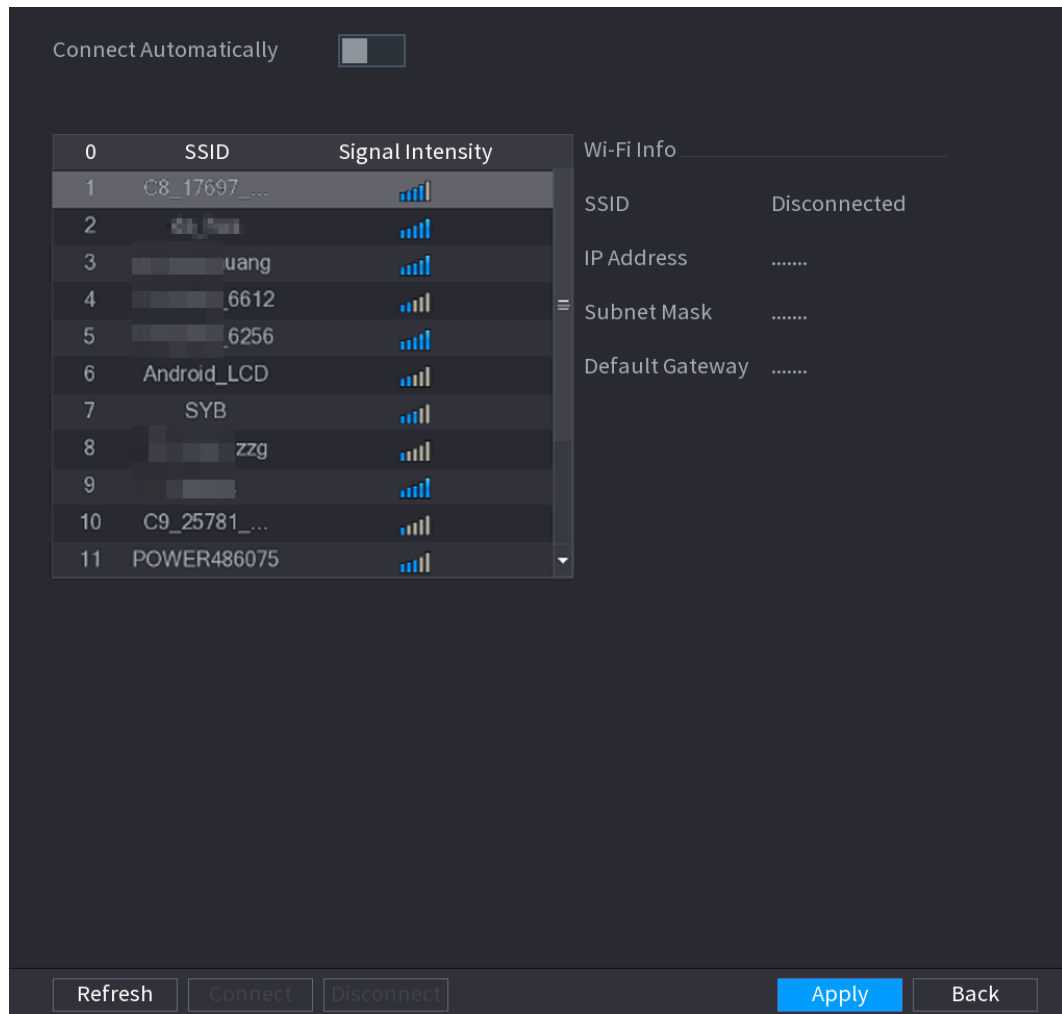 Connect Automatically
0 SSID Signal Intensity
1 C8_17697_...
2
3 uang
4 _6612
5 _6256
6 Android_LCD
7 SYB
8 zzg
9
10 C9_25781_...
11 POWER486075
Wi-Fi Info
SSID Disconnected
IP Address .......
Subnet Mask .......
Default Gateway .......
Refresh Connect Disconnect Apply Back